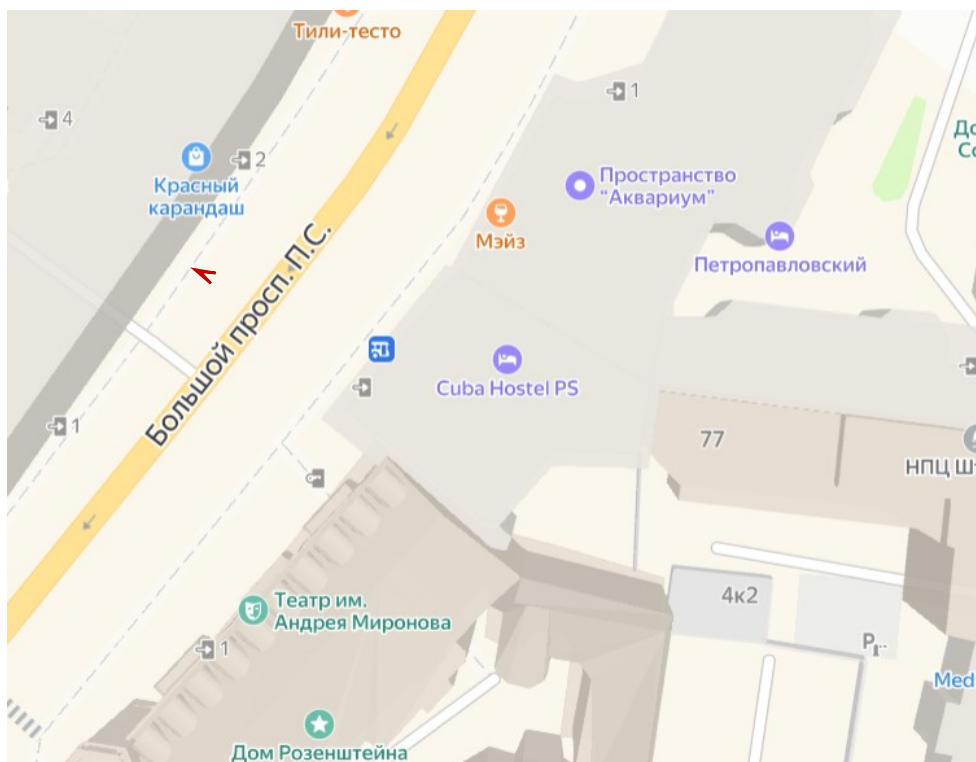 Тили-тесто
1
4
2
Красный
карандаш
Пространство
"Аквариум"
Мэйз
Петропавловский
Большой просп. П.С.
Cuba Hostel PS
1
77
4к2
Театр им.
Андрея Миронова
1
P
Med
Дом Розенштейна